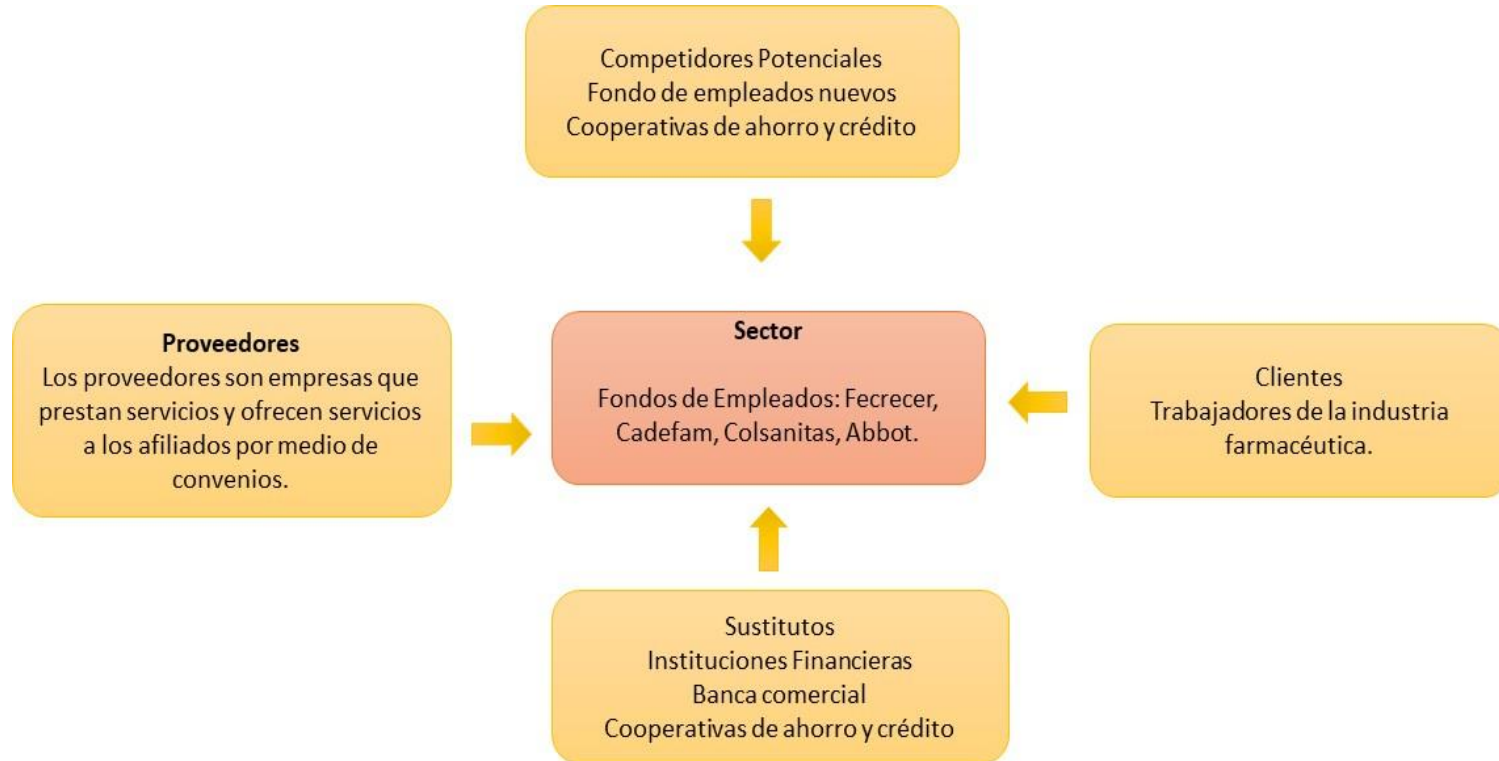 Competidores Potenciales
Fondo de empleados nuevos
Cooperativas de ahorro y crédito
Proveedores
Los proveedores son empresas que
prestan servicios y ofrecen servicios
a los afiliados por medio de
convenios.
Sector
Fondos de Empleados: Fecrecer,
Cadefam, Colsanitas, Abbot.
Clientes
Trabajadores de la industria
farmacéutica.
Sustitutos
Instituciones Financieras
Banca comercial
Cooperativas de ahorro y crédito